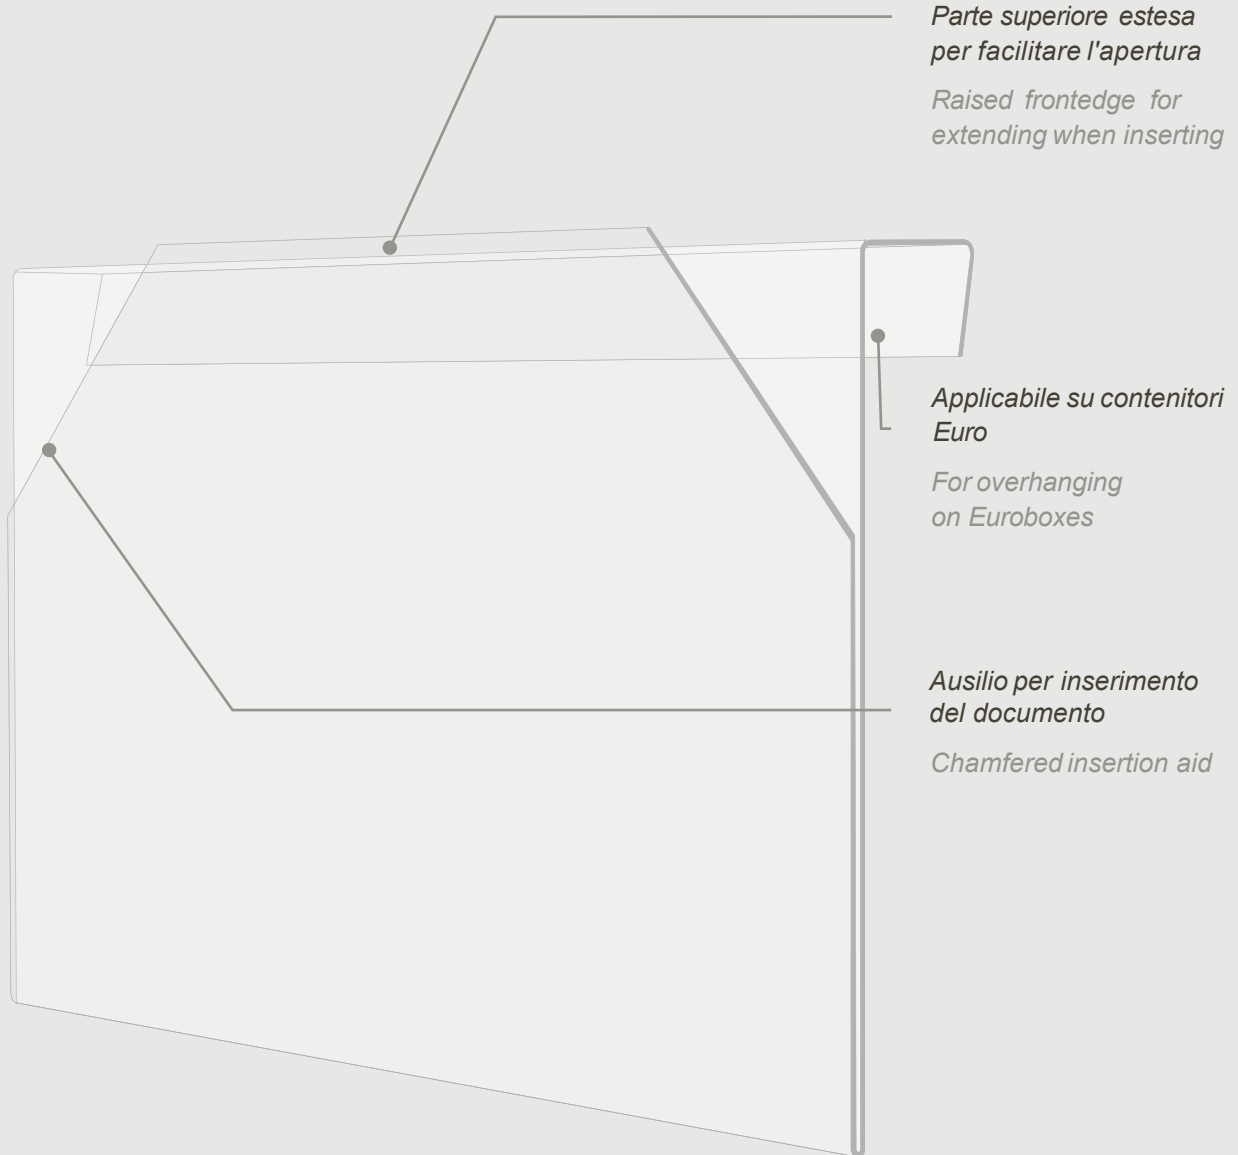 Parte superiore estesa
per facilitare l'apertura
Raised frontedge for
extending when inserting
Applicabile su contenitori
Euro
For overhanging
on Euroboxes
Ausilio per inserimento
del documento
Chamfered insertion aid